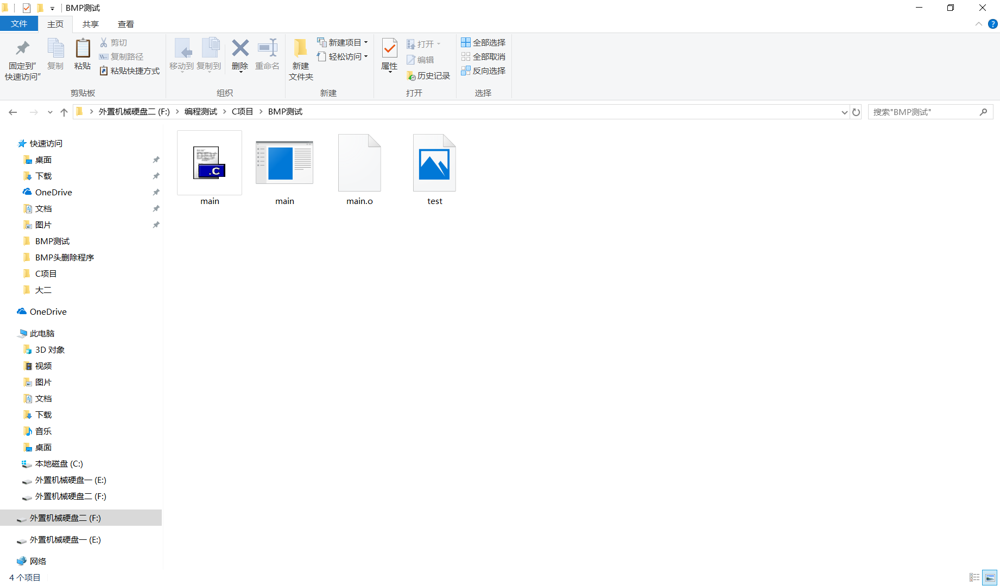 BMP测试
文件
主页
共享
查看
固定到“
快速访问”
复制
粘贴
剪切
复制路径
粘贴快捷方式
剪贴板
移动到
复制到
删除
重命名
组织
新建
文件夹
新建项目
轻松访问
新建
属性
打开
编辑
历史记录
打开
全部选择
全部取消
反向选择
选择
外置机械硬盘二 (F:) > 编程测试 > C项目 > BMP测试
搜索"BMP测试"
快速访问
桌面
下载
OneDrive
文档
图片
BMP测试
BMP头删除程序
C项目
大二
OneDrive
此电脑
3D 对象
视频
图片
文档
下载
音乐
桌面
本地磁盘 (C:)
外置机械硬盘一 (E:)
外置机械硬盘二 (F:)
外置机械硬盘二 (F:)
外置机械硬盘一 (E:)
网络
DEV
.C
main
main
main.o
test
4 个项目